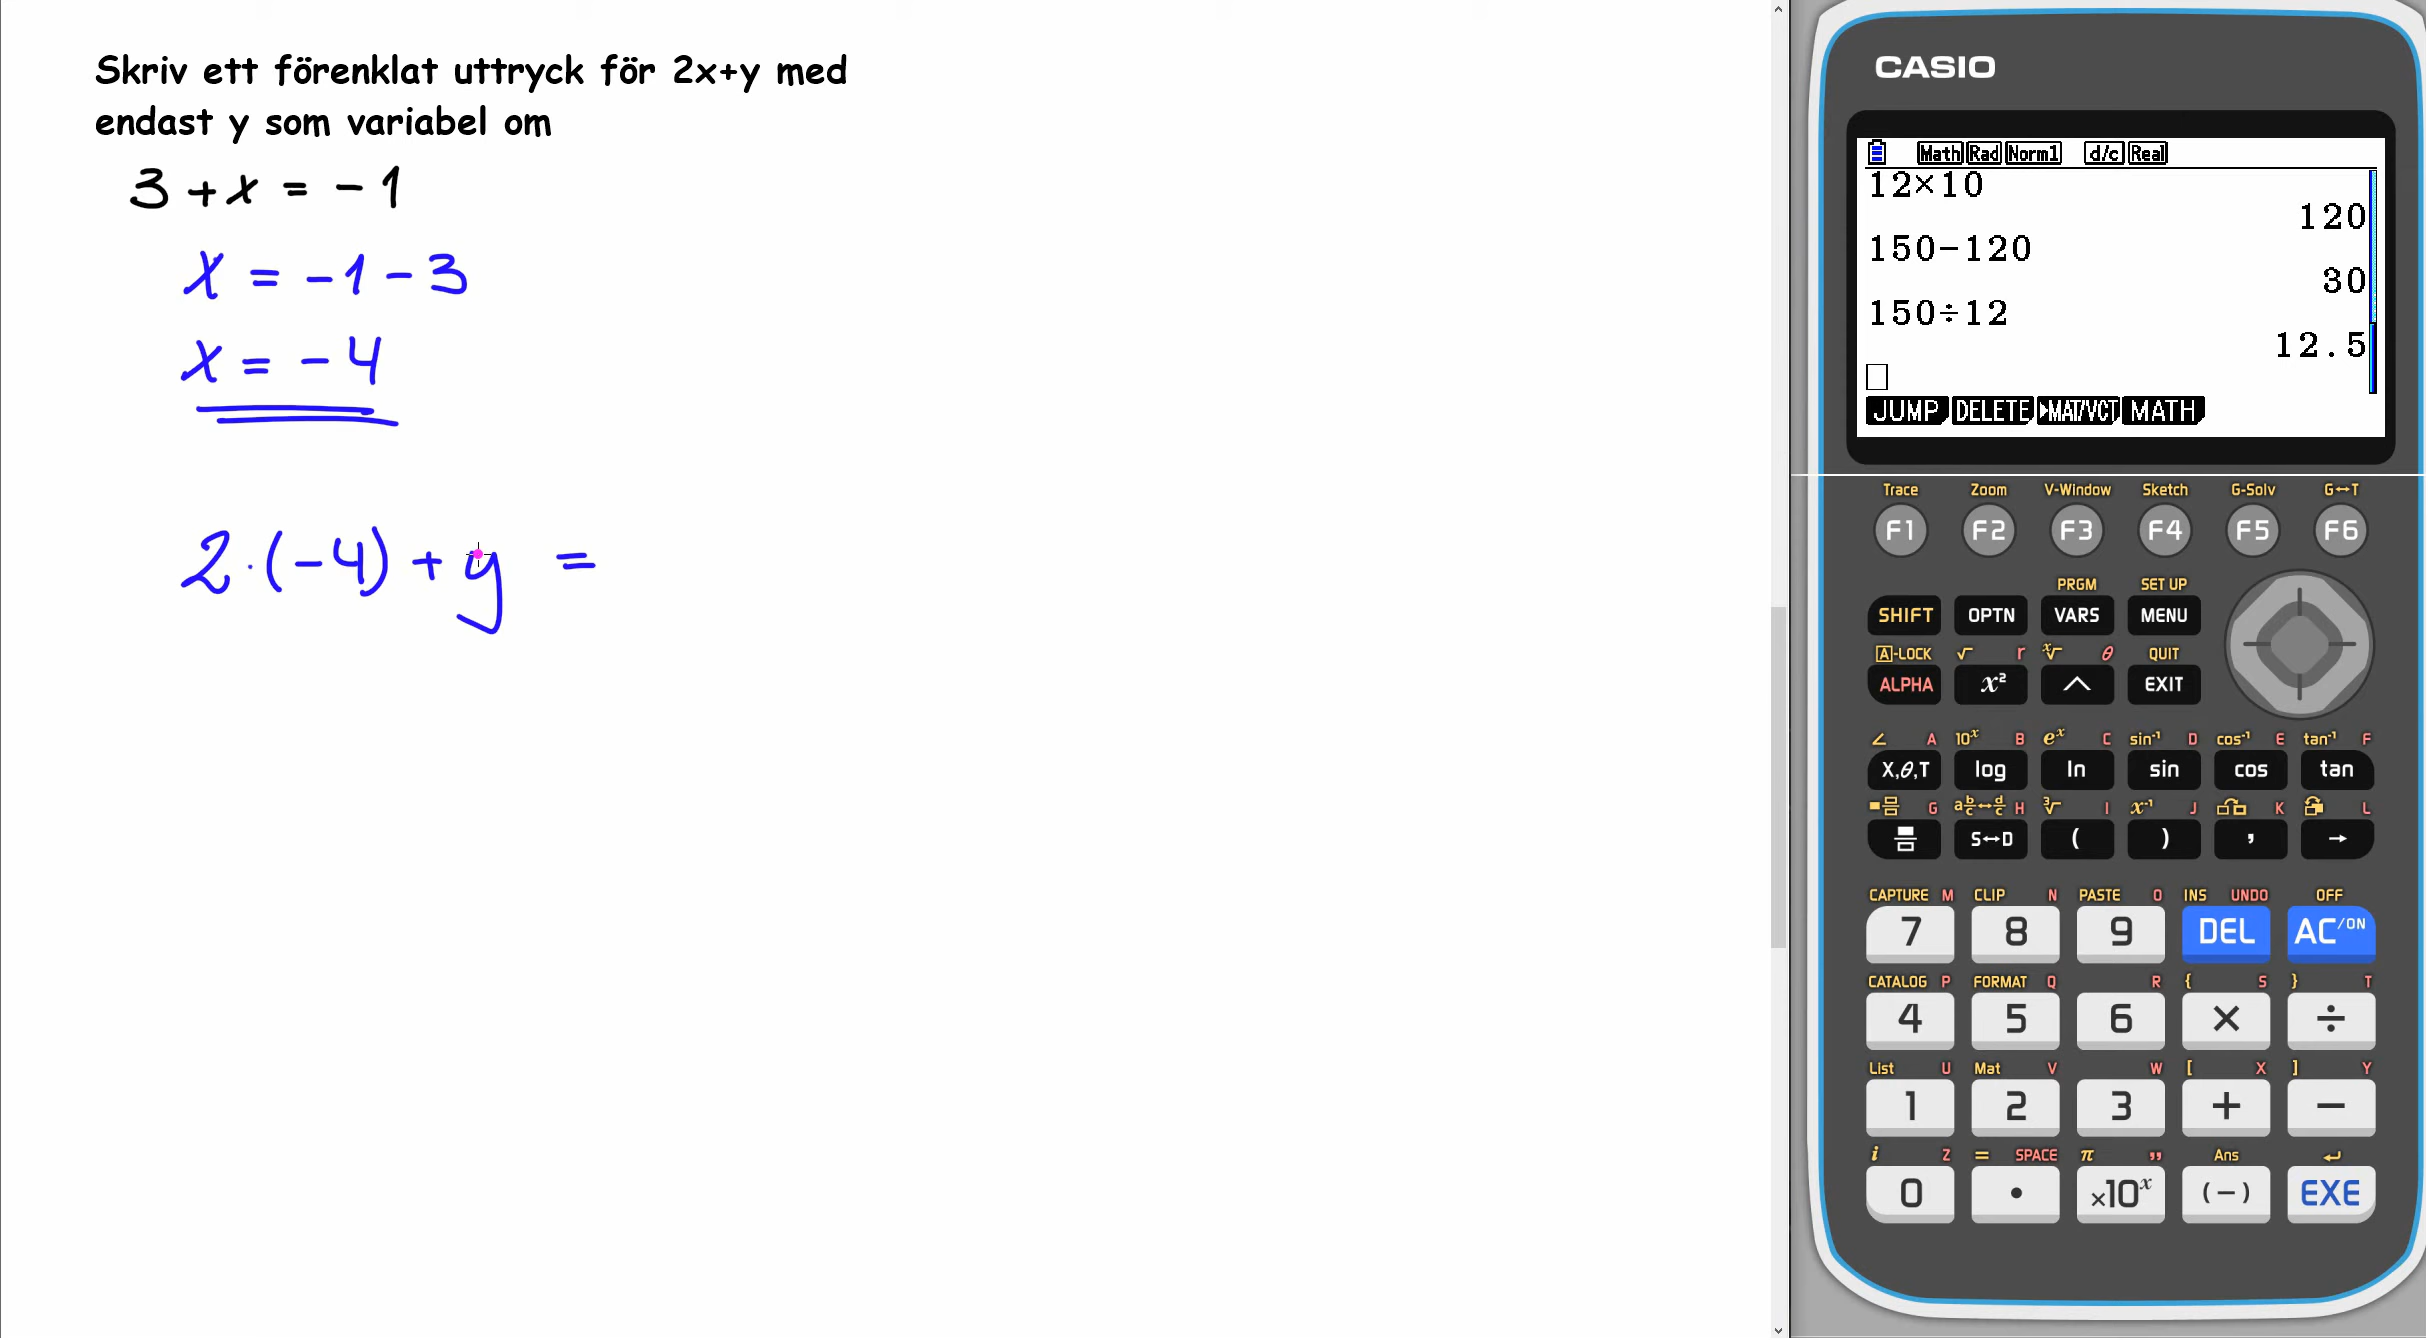 Skriv ett förenklat uttryck för 2x+y med
endast y som variabel om
3 + x = - 1
x = - 1 - 3
x = - 4
2 · (- 4) + y =
CASIO
Math Rad Norm1 d/c Real
12×10
120
150-120
30
150÷12
12.5
JUMP DELETE ▶MAT/VCT MATH
Trace Zoom V-Window Sketch G-Solv G↔T
F1 F2 F3 F4 F5 F6
PRGM SET UP
SHIFT OPTN VARS MENU
A-LOCK √ r ˣ√ θ QUIT
ALPHA x² ^ EXIT
∠ A 10ˣ B eˣ C sin⁻¹ D cos⁻¹ E tan⁻¹ F
X,θ,T log ln sin cos tan
G a b/c↔d/c H ³√ I x⁻¹ J K L
S↔D ( ) , →
CAPTURE M CLIP N PASTE O INS UNDO OFF
7 8 9 DEL AC/ON
CATALOG P FORMAT Q R { S } T
4 5 6 × ÷
List U Mat V W [ X ] Y
1 2 3 + −
i Z = SPACE π " Ans ↵
0 • ×10ˣ (−) EXE